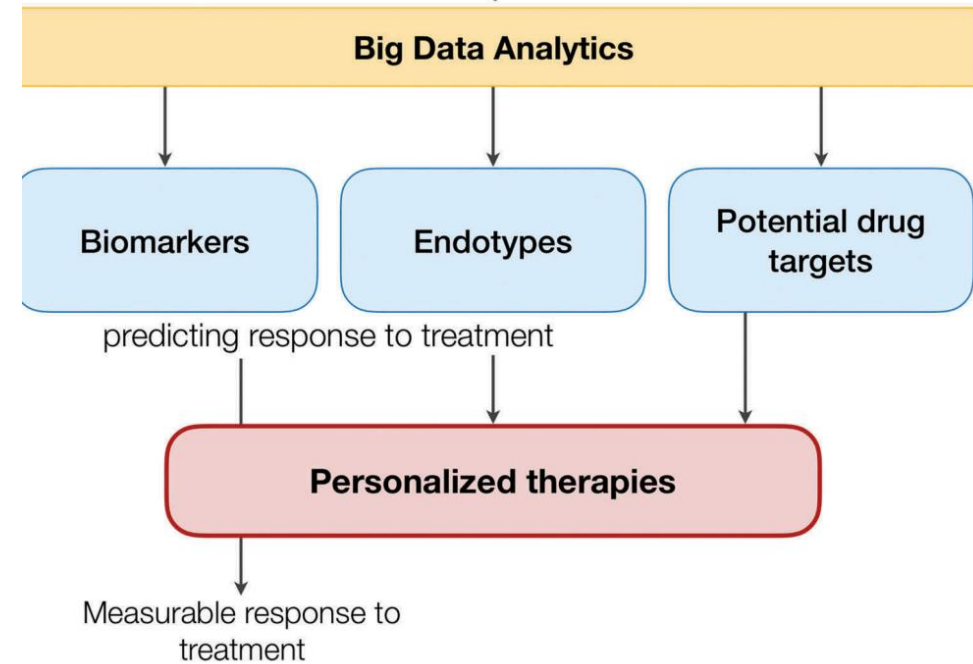 Big Data Analytics
Biomarkers
Endotypes
Potential drug
targets
predicting response to treatment
Personalized therapies
Measurable response to
treatment